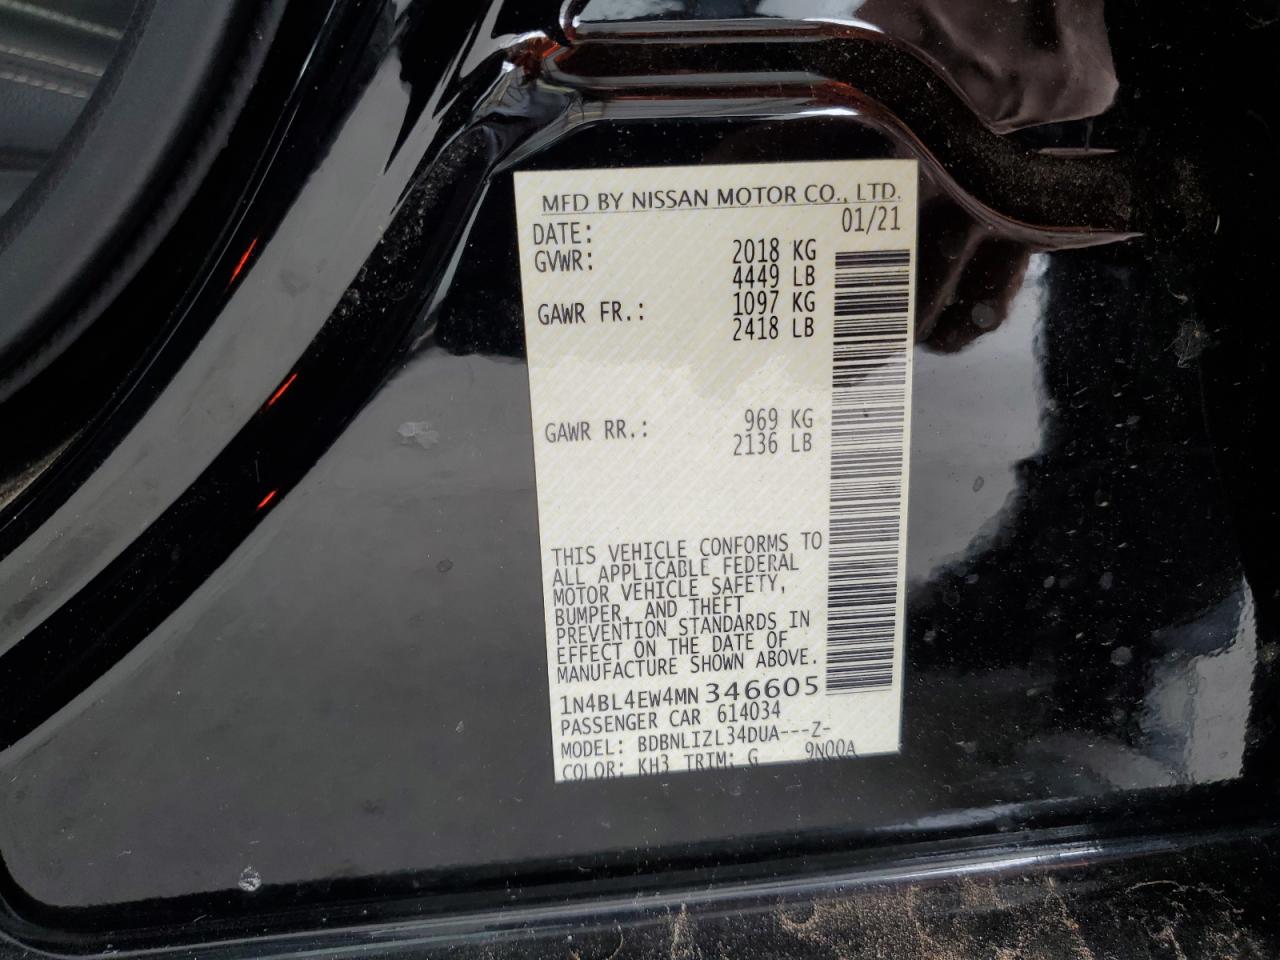 MFD BY NISSAN MOTOR CO., LTD.
DATE: 01/21
GVWR: 2018 KG
4449 LB
GAWR FR.: 1097 KG
2418 LB
GAWR RR.: 969 KG
2136 LB
THIS VEHICLE CONFORMS TO
ALL APPLICABLE FEDERAL
MOTOR VEHICLE SAFETY,
BUMPER, AND THEFT
PREVENTION STANDARDS IN
EFFECT ON THE DATE OF
MANUFACTURE SHOWN ABOVE.
1N4BL4EW4MN346605
PASSENGER CAR 614034
MODEL: BDBNLIZL34DUA---Z-
COLOR: KH3 TRIM: G 9N00A